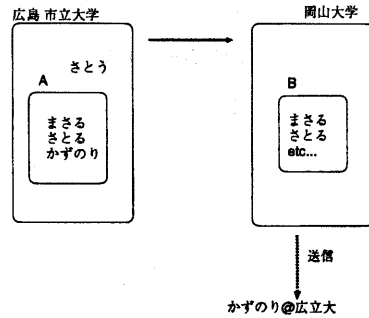 広島 市立大学
岡山大学
さとう
A
まさる
さとる
かずのり
B
まさる
さとる
etc...
送信
かずのり@広立大